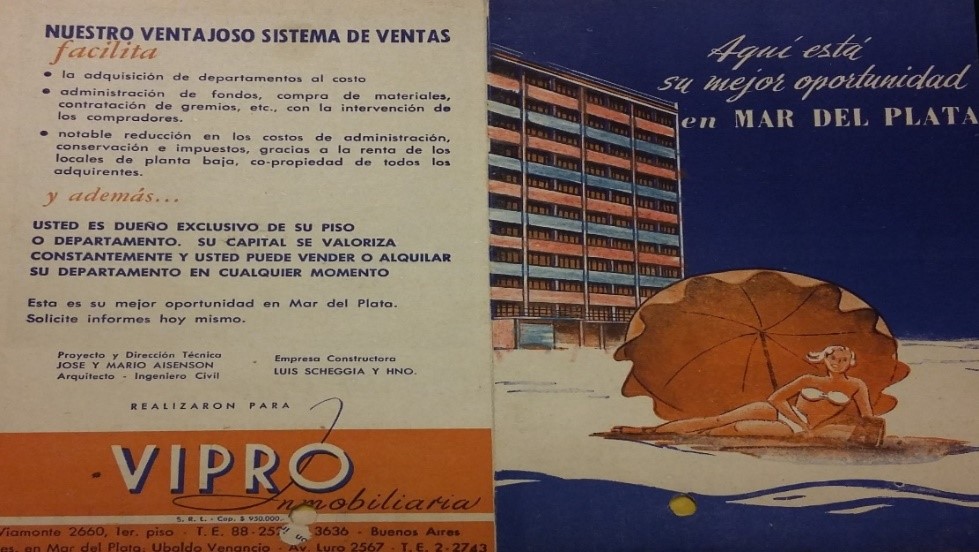 NUESTRO VENTAJOSO SISTEMA DE VENTAS
facilita
• la adquisición de departamentos al costo
• administración de fondos, compra de materiales,
contratación de gremios, etc., con la intervención de
los compradores.
• notable reducción en los costos de administración,
conservación e impuestos, gracias a la renta de los
locales de planta baja, co-propiedad de todos los
adquirentes.
y además...
USTED ES DUEÑO EXCLUSIVO DE SU PISO
O DEPARTAMENTO. SU CAPITAL SE VALORIZA
CONSTANTEMENTE Y USTED PUEDE VENDER O ALQUILAR
SU DEPARTAMENTO EN CUALQUIER MOMENTO
Esta es su mejor oportunidad en Mar del Plata.
Solicite informes hoy mismo.
Proyecto y Dirección Técnica
JOSE Y MARIO AISENSON
Arquitecto - Ingeniero Civil
Empresa Constructora
LUIS SCHEGGIA Y HNO.
REALIZARON PARA
VIPRO
Inmobiliaria
S. R. L. - Cap. $ 950.000.-
Viamonte 2660, 1er. piso - T. E. 88-25 3636 - Buenos Aires
es. en Mar del Plata: Ubaldo Venancio - Av. Luro 2567 - T. E. 2-2743
Aquí está
su mejor oportunidad
en MAR DEL PLATA